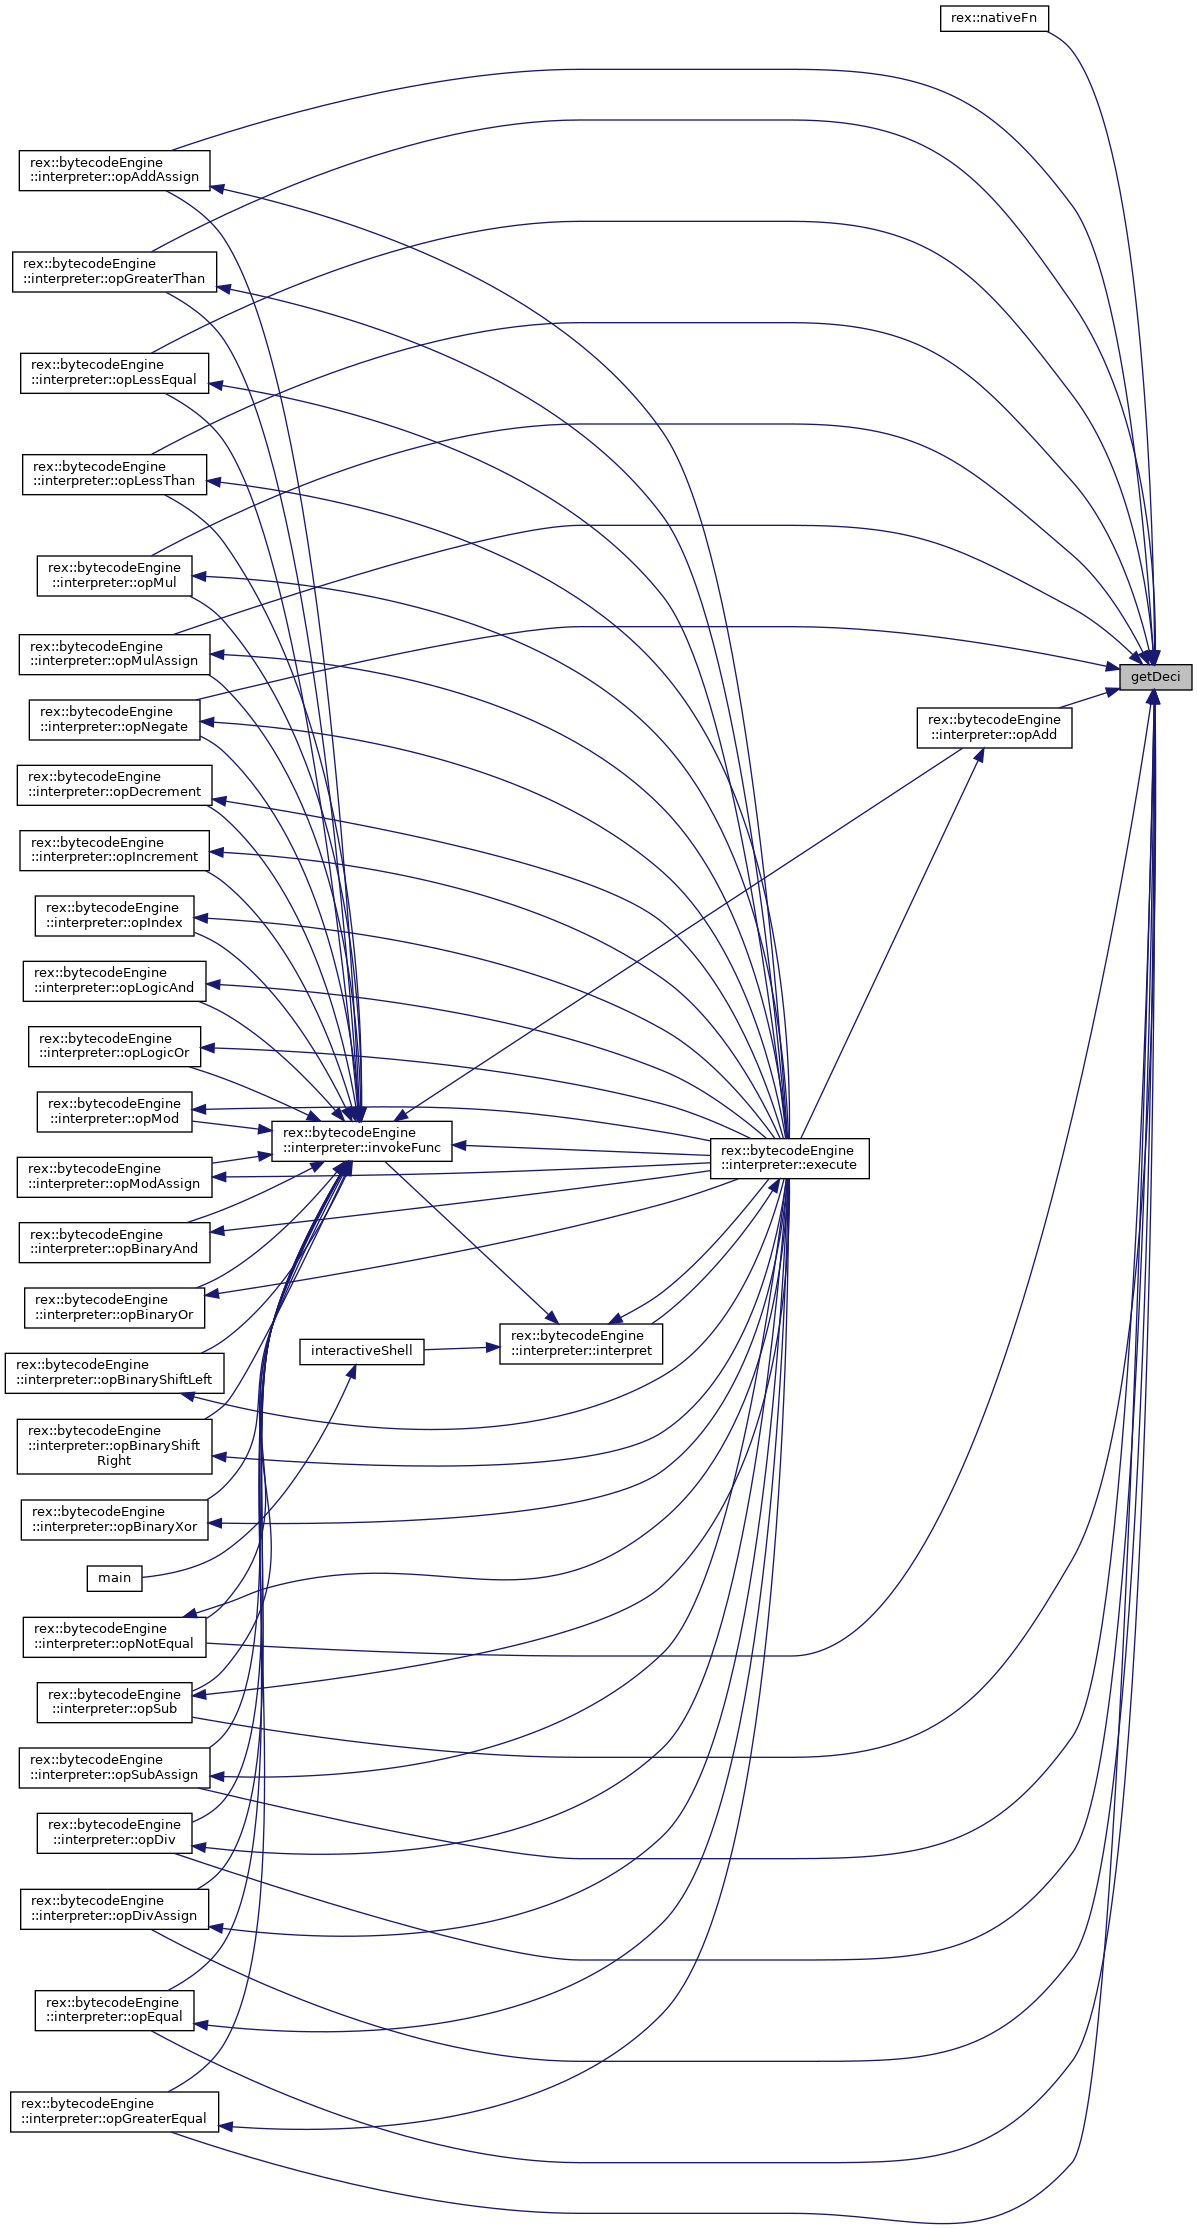 rex::nativeFn
rex::bytecodeEngine
::interpreter::opAddAssign
rex::bytecodeEngine
::interpreter::opGreaterThan
rex::bytecodeEngine
::interpreter::opLessEqual
rex::bytecodeEngine
::interpreter::opLessThan
rex::bytecodeEngine
::interpreter::opMul
rex::bytecodeEngine
::interpreter::opMulAssign
getDeci
rex::bytecodeEngine
::interpreter::opNegate
rex::bytecodeEngine
::interpreter::opAdd
rex::bytecodeEngine
::interpreter::opDecrement
rex::bytecodeEngine
::interpreter::opIncrement
rex::bytecodeEngine
::interpreter::opIndex
rex::bytecodeEngine
::interpreter::opLogicAnd
rex::bytecodeEngine
::interpreter::opLogicOr
rex::bytecodeEngine
::interpreter::opMod
rex::bytecodeEngine
::interpreter::invokeFunc
rex::bytecodeEngine
::interpreter::execute
rex::bytecodeEngine
::interpreter::opModAssign
rex::bytecodeEngine
::interpreter::opBinaryAnd
rex::bytecodeEngine
::interpreter::opBinaryOr
rex::bytecodeEngine
::interpreter::interpret
interactiveShell
rex::bytecodeEngine
::interpreter::opBinaryShiftLeft
rex::bytecodeEngine
::interpreter::opBinaryShift
Right
rex::bytecodeEngine
::interpreter::opBinaryXor
main
rex::bytecodeEngine
::interpreter::opNotEqual
rex::bytecodeEngine
::interpreter::opSub
rex::bytecodeEngine
::interpreter::opSubAssign
rex::bytecodeEngine
::interpreter::opDiv
rex::bytecodeEngine
::interpreter::opDivAssign
rex::bytecodeEngine
::interpreter::opEqual
rex::bytecodeEngine
::interpreter::opGreaterEqual